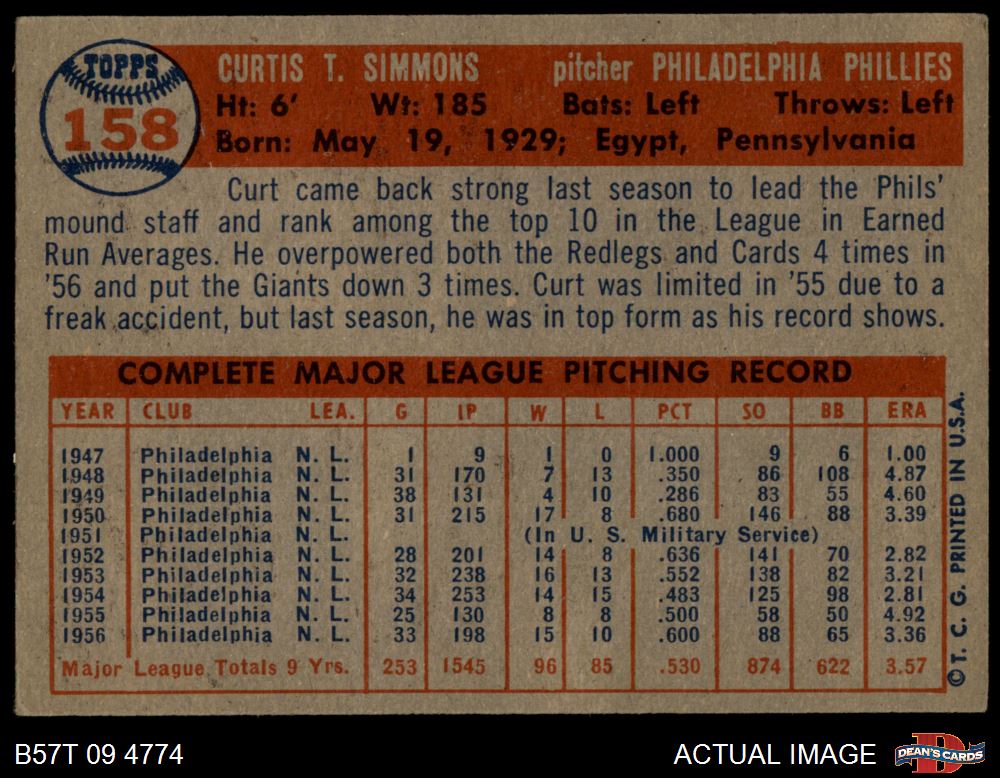 TOPPS
158
CURTIS T. SIMMONS pitcher PHILADELPHIA PHILLIES
Ht: 6' Wt: 185 Bats: Left Throws: Left
Born: May 19, 1929; Egypt, Pennsylvania
Curt came back strong last season to lead the Phils'
mound staff and rank among the top 10 in the League in Earned
Run Averages. He overpowered both the Redlegs and Cards 4 times in
'56 and put the Giants down 3 times. Curt was limited in '55 due to a
freak accident, but last season, he was in top form as his record shows.
COMPLETE MAJOR LEAGUE PITCHING RECORD
YEAR CLUB LEA. G IP W L PCT SO BB ERA
1947 Philadelphia N. L. 1 9 1 0 1.000 9 6 1.00
1948 Philadelphia N. L. 31 170 7 13 .350 86 108 4.87
1949 Philadelphia N. L. 38 131 4 10 .286 83 55 4.60
1950 Philadelphia N. L. 31 215 17 8 .680 146 88 3.39
1951 Philadelphia N. L. (In U. S. Military Service)
1952 Philadelphia N. L. 28 201 14 8 .636 141 70 2.82
1953 Philadelphia N. L. 32 238 16 13 .552 138 82 3.21
1954 Philadelphia N. L. 34 253 14 15 .483 125 98 2.81
1955 Philadelphia N. L. 25 130 8 8 .500 58 50 4.92
1956 Philadelphia N. L. 33 198 15 10 .600 88 65 3.36
Major League Totals 9 Yrs. 253 1545 96 85 .530 874 622 3.57
© T. C. G. PRINTED IN U.S.A.
B57T 09 4774
ACTUAL IMAGE
D
DEAN'S CARDS